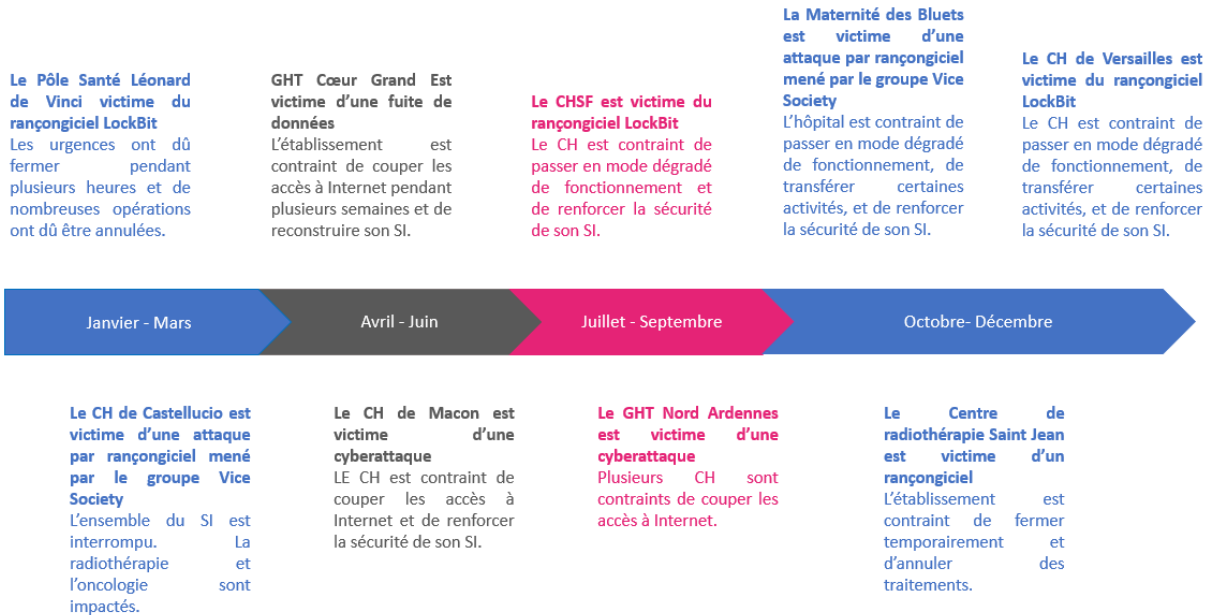 Le Pôle Santé Léonard
de Vinci victime du
rançongiciel LockBit
Les urgences ont dû
fermer pendant
plusieurs heures et de
nombreuses opérations
ont dû être annulées.
GHT Cœur Grand Est
victime d'une fuite de
données
L'établissement est
contraint de couper les
accès à Internet pendant
plusieurs semaines et de
reconstruire son SI.
Le CHSF est victime du
rançongiciel LockBit
Le CH est contraint de
passer en mode dégradé
de fonctionnement et
de renforcer la sécurité
de son SI.
La Maternité des Bluets
est victime d'une
attaque par rançongiciel
mené par le groupe Vice
Society
L'hôpital est contraint de
passer en mode dégradé
de fonctionnement, de
transférer certaines
activités, et de renforcer
la sécurité de son SI.
Le CH de Versailles est
victime du rançongiciel
LockBit
Le CH est contraint de
passer en mode dégradé
de fonctionnement, de
transférer certaines
activités, et de renforcer
la sécurité de son SI.
Janvier - Mars
Avril - Juin
Juillet - Septembre
Octobre- Décembre
Le CH de Castellucio est
victime d'une attaque
par rançongiciel mené
par le groupe Vice
Society
L'ensemble du SI est
interrompu. La
radiothérapie et
l'oncologie sont
impactés.
Le CH de Macon est
victime d'une
cyberattaque
LE CH est contraint de
couper les accès à
Internet et de renforcer
la sécurité de son SI.
Le GHT Nord Ardennes
est victime d'une
cyberattaque
Plusieurs CH sont
contraints de couper les
accès à Internet.
Le Centre de
radiothérapie Saint Jean
est victime d'un
rançongiciel
L'établissement est
contraint de fermer
temporairement et
d'annuler des
traitements.